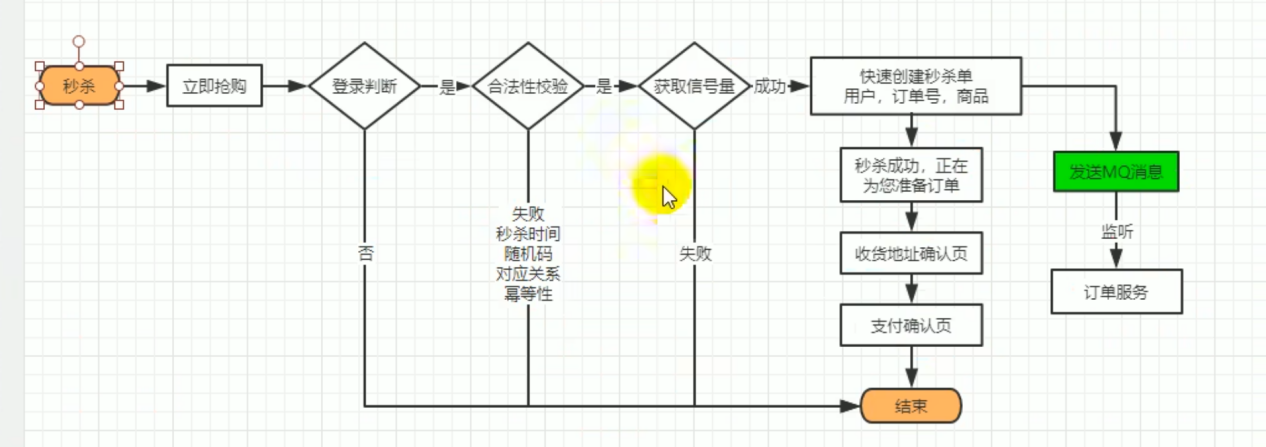 秒杀
立即抢购
登录判断
是
合法性校验
是
获取信号量
成功
快速创建秒杀单
用户，订单号，商品
秒杀成功，正在
为您准备订单
发送MQ消息
监听
订单服务
否
失败
秒杀时间
随机码
对应关系
幂等性
失败
收货地址确认页
支付确认页
结束